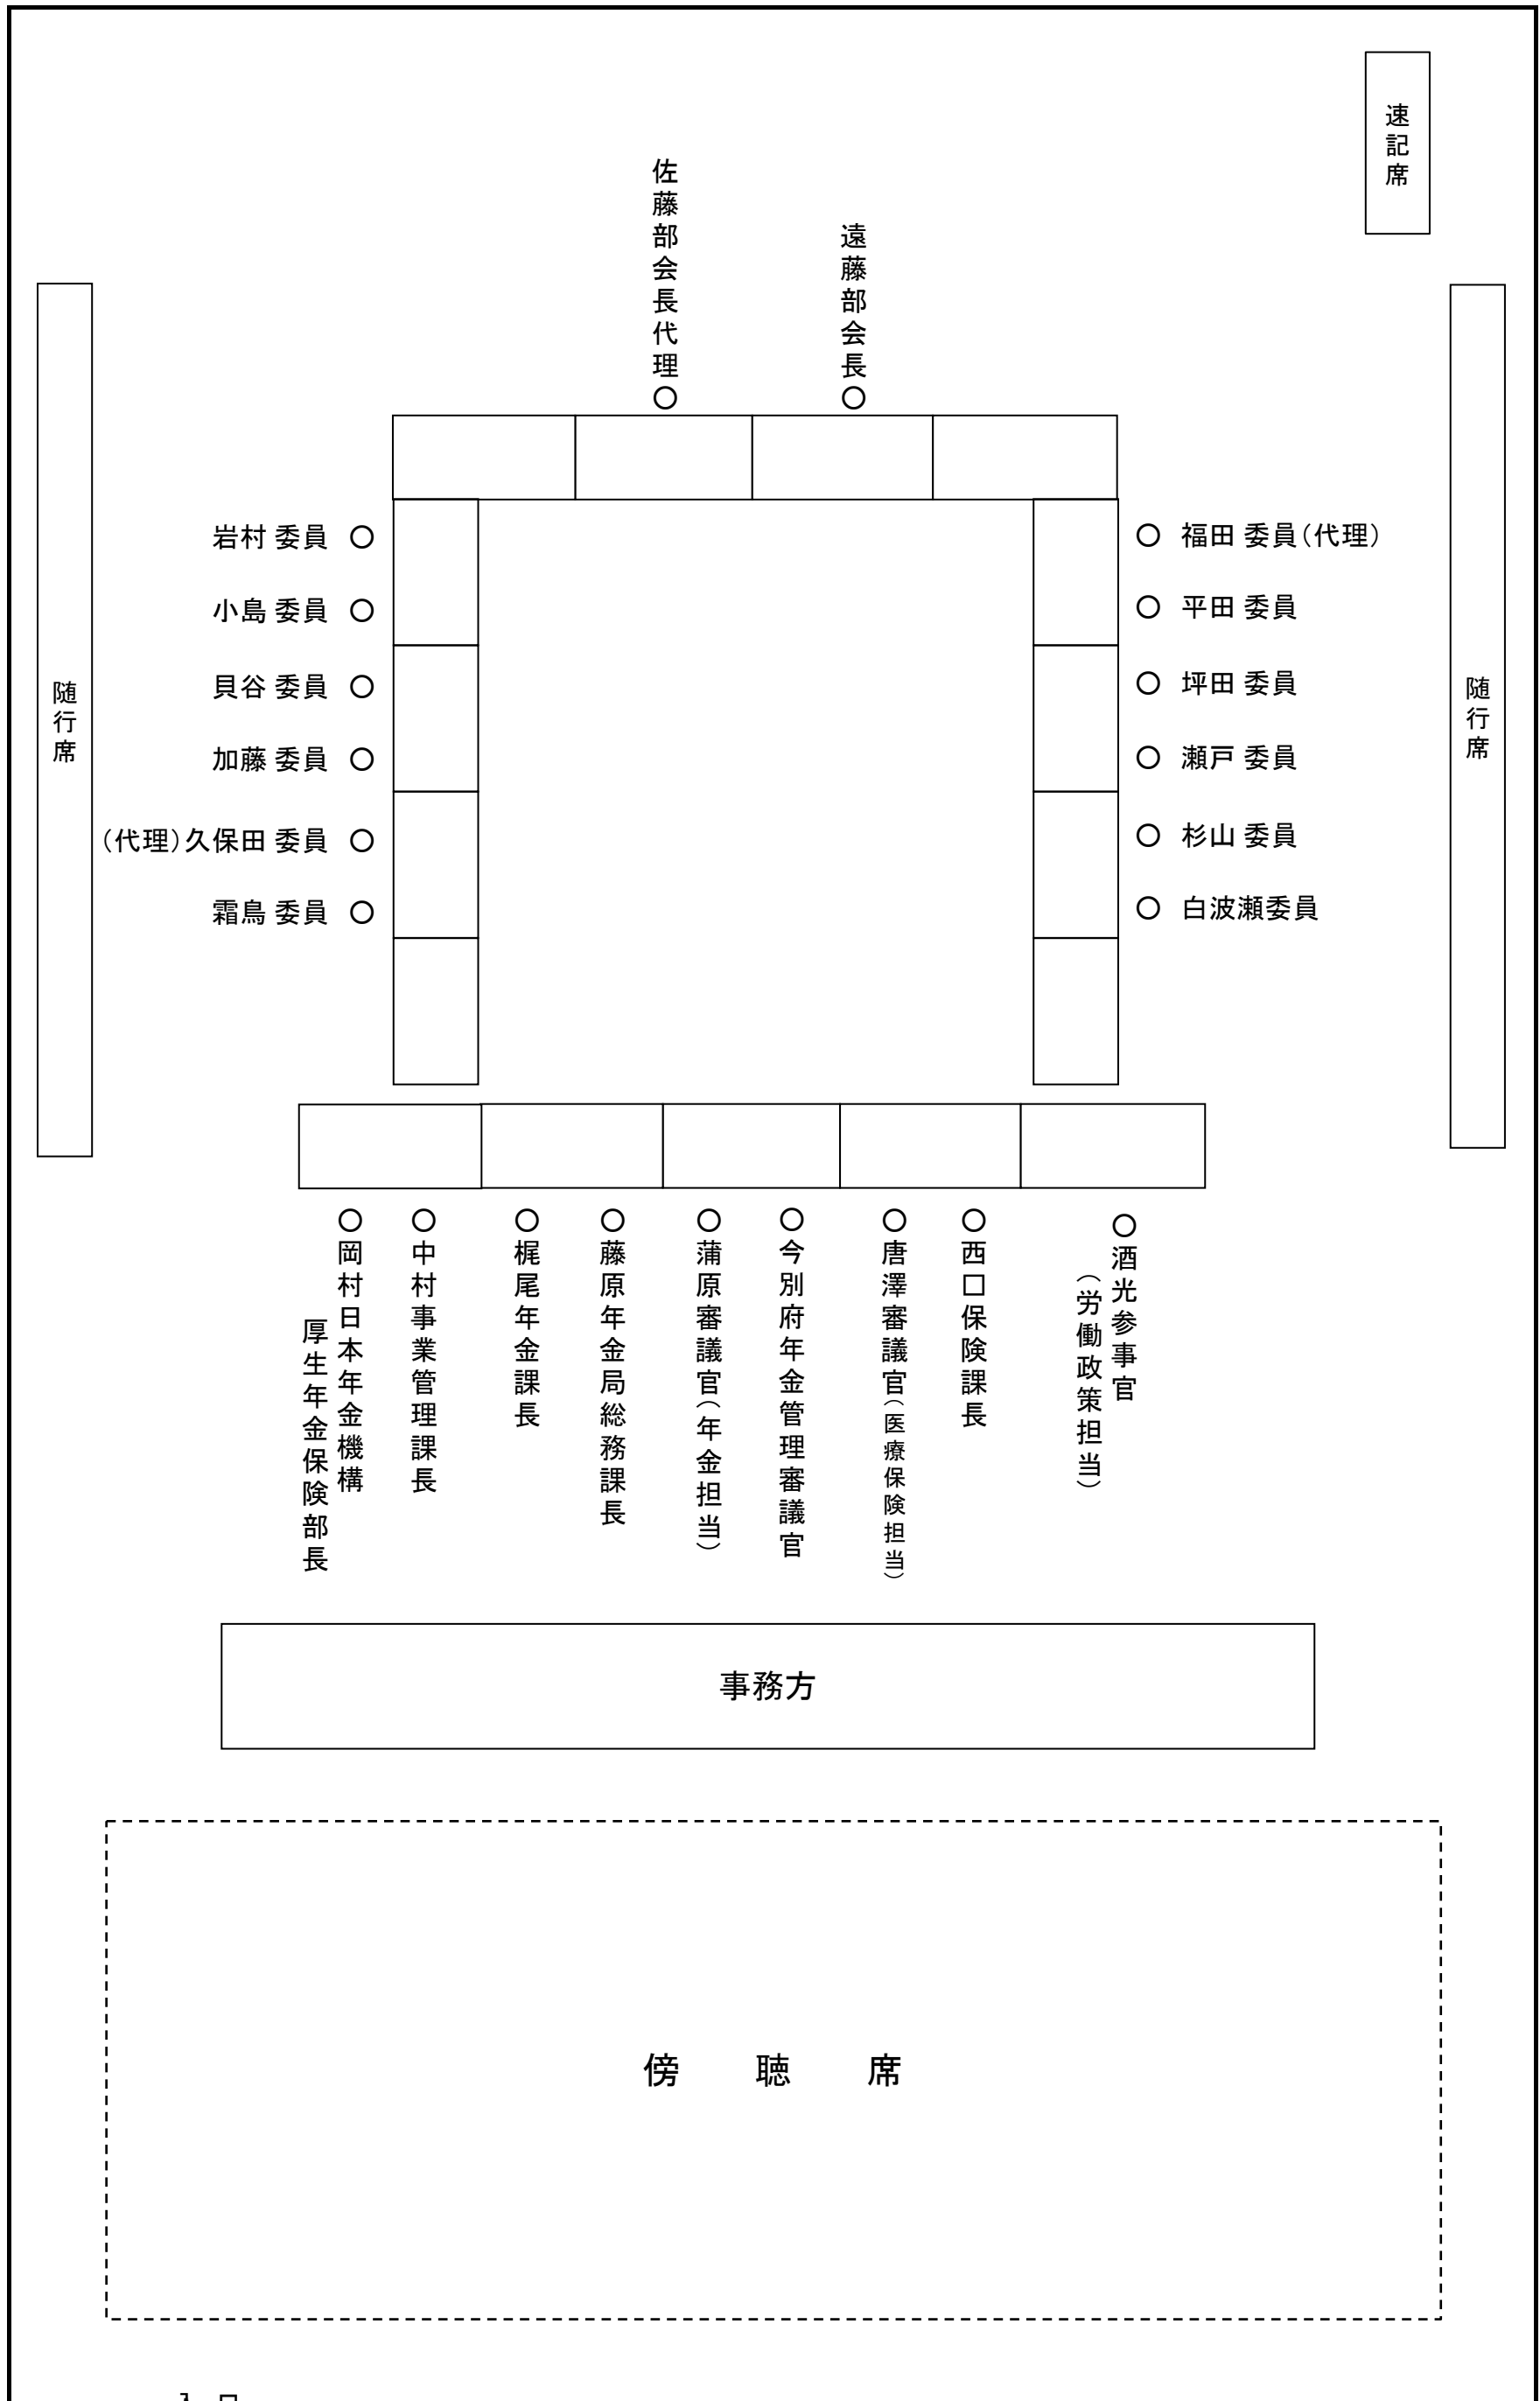 速記席
佐藤部会長代理○
遠藤部会長○
随行席
随行席
岩村 委員 ○
小島 委員 ○
貝谷 委員 ○
加藤 委員 ○
（代理）久保田 委員 ○
霜鳥 委員 ○
○ 福田 委員（代理）
○ 平田 委員
○ 坪田 委員
○ 瀬戸 委員
○ 杉山 委員
○ 白波瀬委員
○酒光参事官
（労働政策担当）
○西口保険課長
○唐澤審議官（医療保険担当）
○今別府年金管理審議官
○蒲原審議官（年金担当）
○藤原年金局総務課長
○梶尾年金課長
○中村事業管理課長
○岡村日本年金機構
厚生年金保険部長
事務方
傍 聴 席